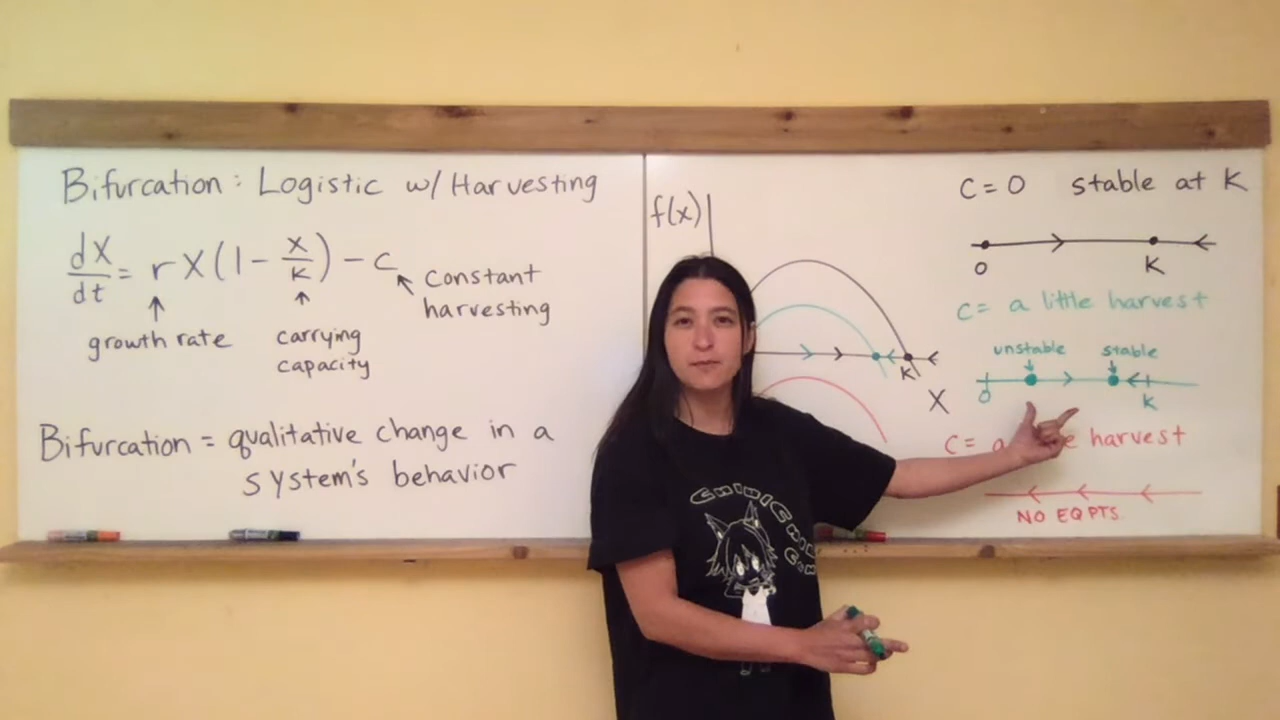 Bifurcation: Logistic w/ Harvesting
dX/dt = rX(1 - x/K) - c
constant
harvesting
growth rate
carrying
capacity
Bifurcation = qualitative change in a
system's behavior
f(x)
K
X
C=0 stable at K
0 K
C= a little harvest
unstable stable
0 K
C= a harvest
NO EQ PTS